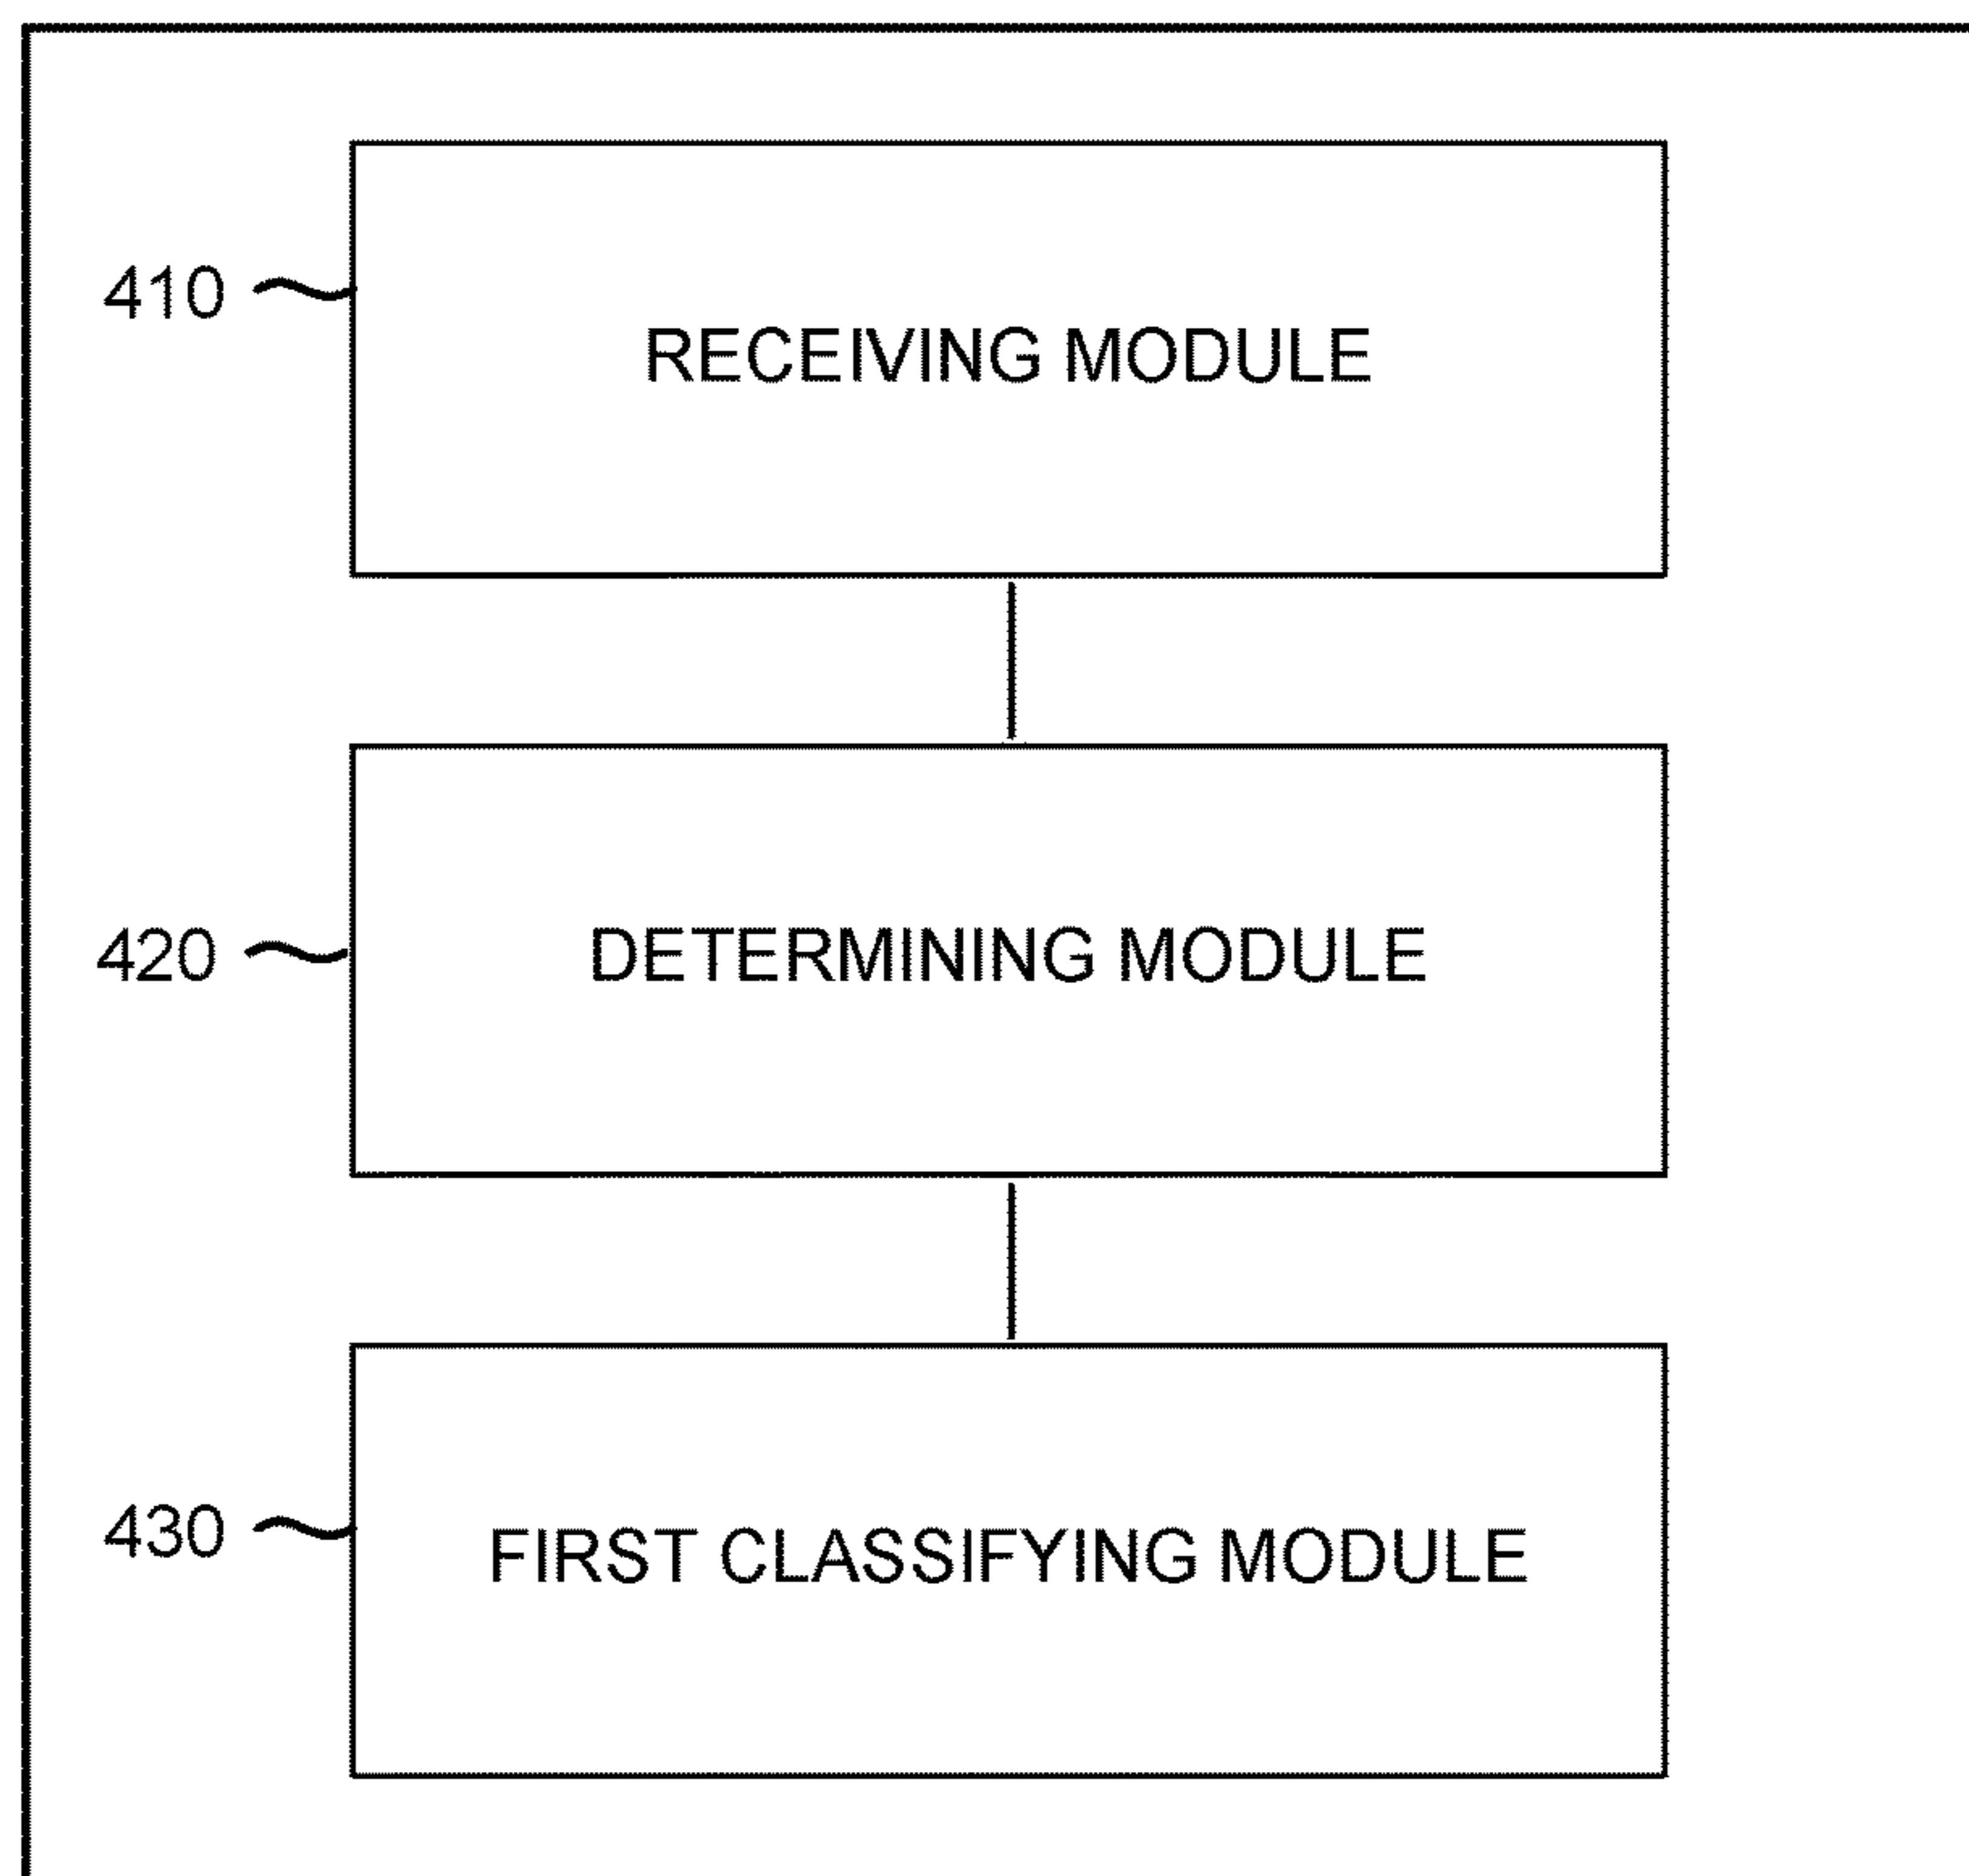 410
RECEIVING MODULE
420
DETERMINING MODULE
430
FIRST CLASSIFYING MODULE